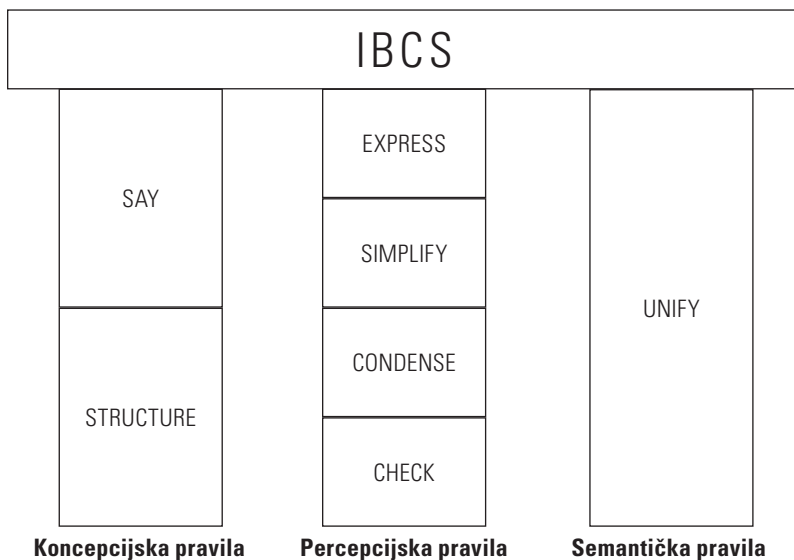 IBCS
SAY
STRUCTURE
Koncepcijska pravila
EXPRESS
SIMPLIFY
CONDENSE
CHECK
Percepcijska pravila
UNIFY
Semantička pravila